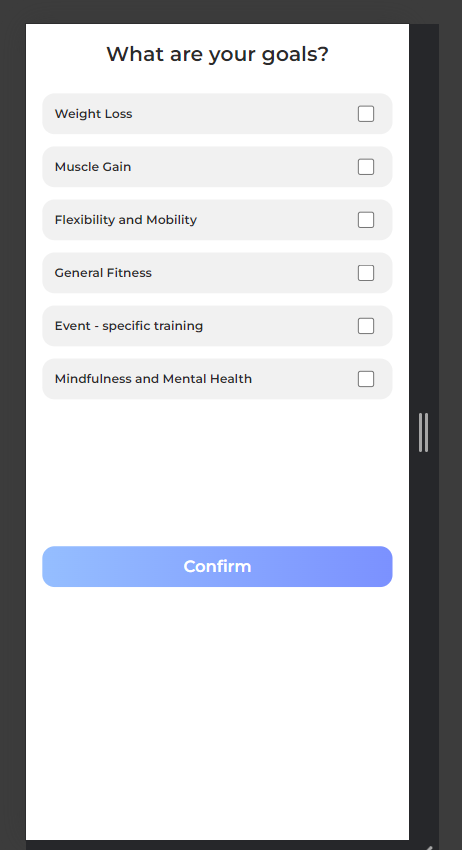 What are your goals?
Weight Loss
Muscle Gain
Flexibility and Mobility
General Fitness
Event - specific training
Mindfulness and Mental Health
Confirm